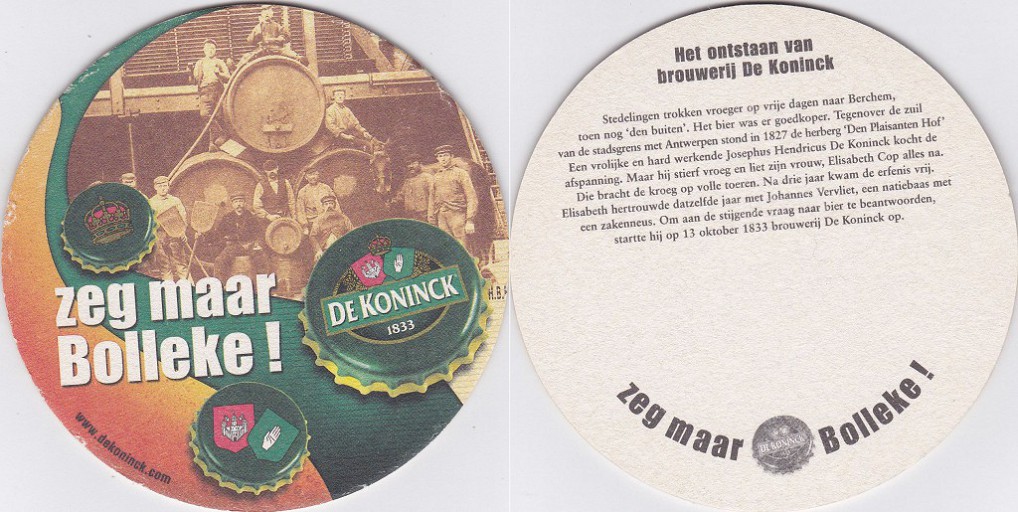 zeg maar
Bolleke !
DE KONINCK
1833
H.B.
www.dekoninck.com
Het ontstaan van
brouwerij De Koninck
Stedelingen trokken vroeger op vrije dagen naar Berchem,
toen nog 'den buiten'. Het bier was er goedkoper. Tegenover de zuil
van de stadsgrens met Antwerpen stond in 1827 de herberg 'Den Plaisanten Hof'
Een vrolijke en hard werkende Josephus Hendricus De Koninck kocht de
afspanning. Maar hij stierf vroeg en liet zijn vrouw, Elisabeth Cop alles na.
Die bracht de kroeg op volle toeren. Na drie jaar kwam de erfenis vrij.
Elisabeth hertrouwde datzelfde jaar met Johannes Vervliet, een natiebaas met
een zakenneus. Om aan de stijgende vraag naar bier te beantwoorden,
startte hij op 13 oktober 1833 brouwerij De Koninck op.
zeg maar DE KONINCK Bolleke !